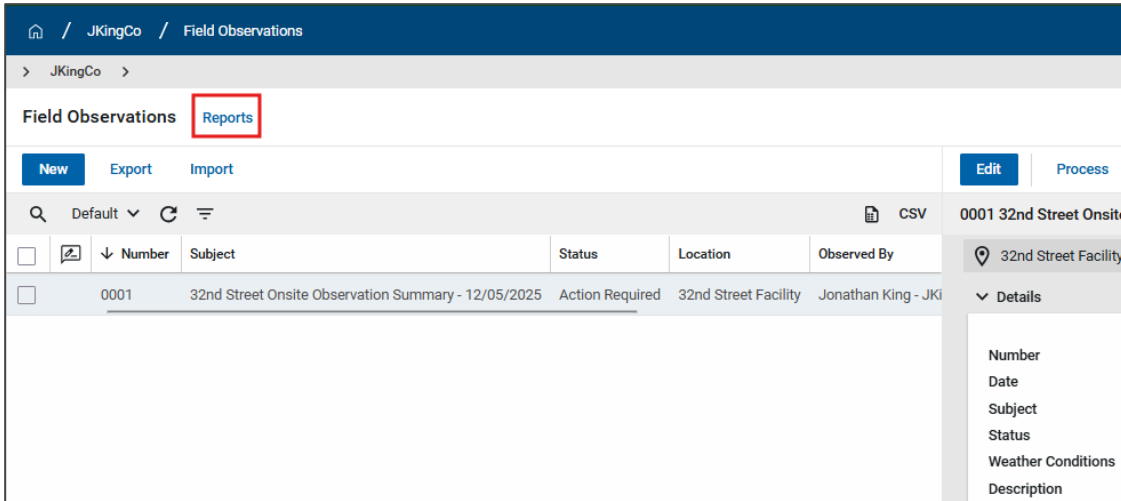 / JKingCo / Field Observations
> JKingCo >
Field Observations Reports
New Export Import
Edit Process
Default
CSV
0001 32nd Street Onsite
Number Subject Status Location Observed By
32nd Street Facility
0001 32nd Street Onsite Observation Summary - 12/05/2025 Action Required 32nd Street Facility Jonathan King - JKi
Details
Number
Date
Subject
Status
Weather Conditions
Description